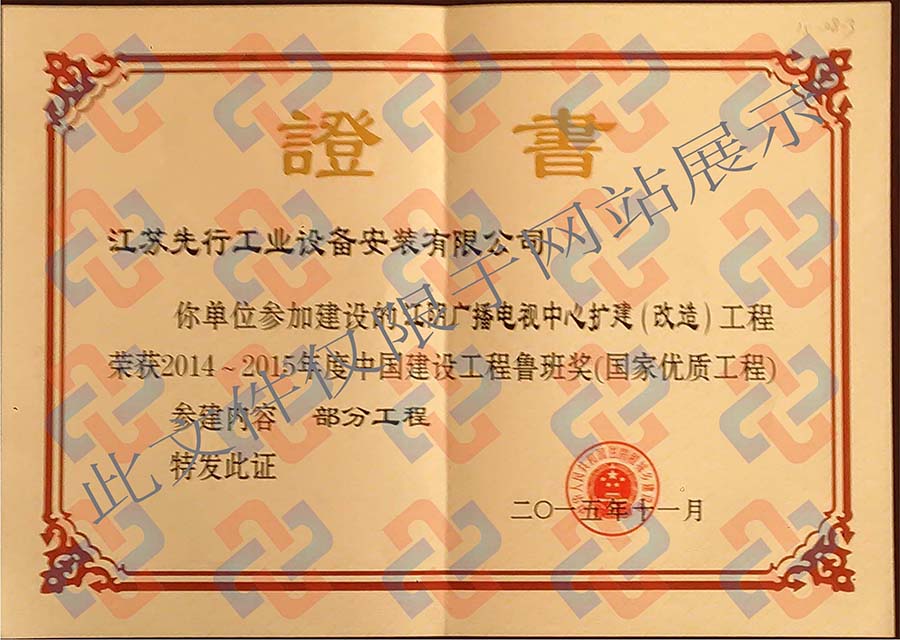 證書
江苏先行工业设备安装有限公司
你单位参加建设的江阴广播电视中心扩建(改造)工程
荣获2014~2015年度中国建设工程鲁班奖(国家优质工程)
参建内容 部分工程
特发此证
二〇一五年十一月
此文件仅限于网站展示